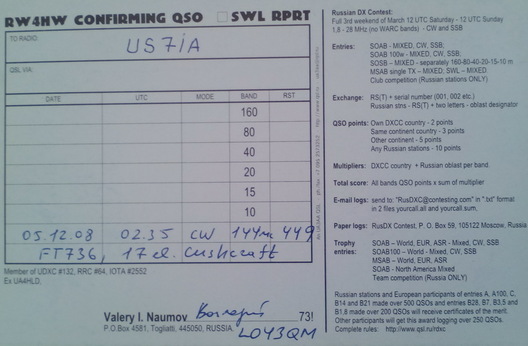 RW4HW CONFIRMING QSO SWL RPRT
TO RADIO:
US7IA
QSL VIA:
DATE UTC MODE BAND RST
160
80
40
20
15
10
05.12.08 02.35 CW 144 449
FT736, 17 el. Cushcraft
Member of UDXC #132, RRC #64, IOTA #25S2
Ex UA4HLD,
Valery I. Naumov 73!
P.O.Box 4581, Togliatti, 445050, RUSSIA.
LO43QM
Russian DX Contest:
Full 3rd weekend of March 12 UTC Saturday - 12 UTC Sunday
1,8 - 28 MHz (no WARC bands) - CW and SSB
Entries: SOAB - MIXED, CW, SSB;
SOAB 100w - MIXED, CW, SSB;
SOSB – MIXED - separately 160-80-40-20-15-10 m
MSAB single TX – MIXED; SWL – MIXED
Club competition (Russian stations ONLY)
Exchange: RS(T) + serial number (001, 002 etc.)
Russian stns - RS(T) + two letters - oblast designator
QSO points: Own DXCC country - 2 points
Same continent country - 3 points
Other continent - 5 points
Any Russian stations - 10 points
Multipliers: DXCC country + Russian oblast per band.
Total score: All bands QSO points x sum of multiplier
E-mail logs: send to "RusDXC@contesting.com" in ".txt" format
in 2 files yourcall.all and yourcall.sum,
Paper logs: RusDX Contest, P. O. Box 59, 105122 Moscow, Russia
Trophy entries: SOAB – World, EUR, ASR - Mixed, CW, SSB
SOAB100 – World - Mixed, CW, SSB
MSAB – World, EUR, ASR
SOAB - North America Mixed
Team competition (Russia ONLY)
Russian stations and European participants of entries A, A100, C,
B14 and B21 made over 500 QSOs and entries B28, B7, B3.5 and
B1.8 made over 200 QSOs will receive certificates of the merit.
Other participants will get this award logging over 250 QSOs.
Complete rules: http://www.qsl.ru/rdxc